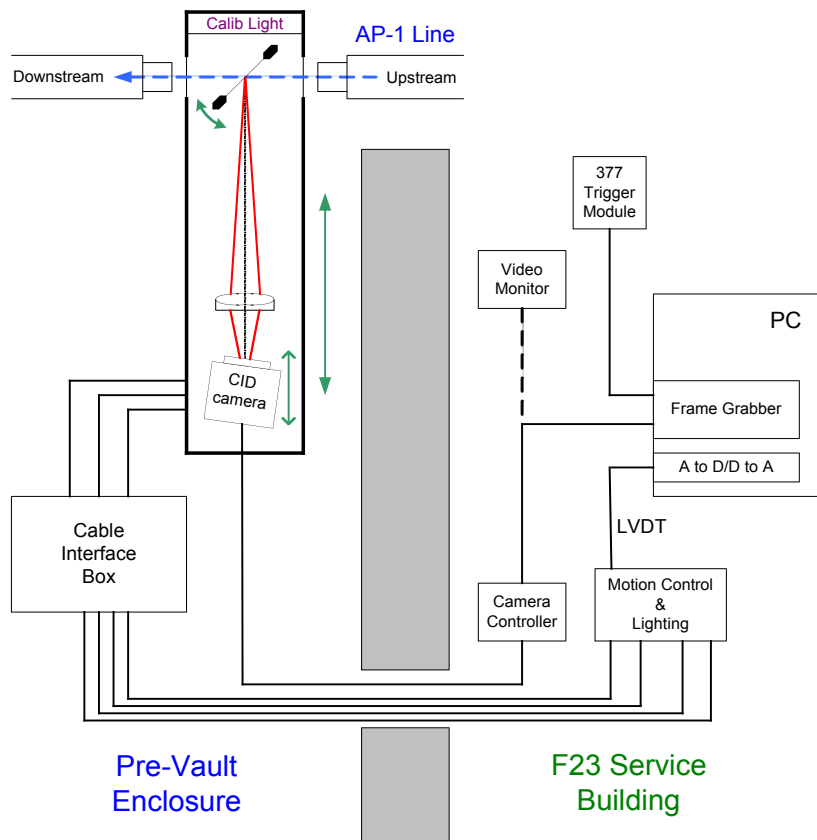 Calib Light
AP-1 Line
Downstream
Upstream
377
Trigger
Module
Video
Monitor
PC
CID
camera
Frame Grabber
A to D/D to A
LVDT
Cable
Interface
Box
Camera
Controller
Motion Control
&
Lighting
Pre-Vault
Enclosure
F23 Service
Building